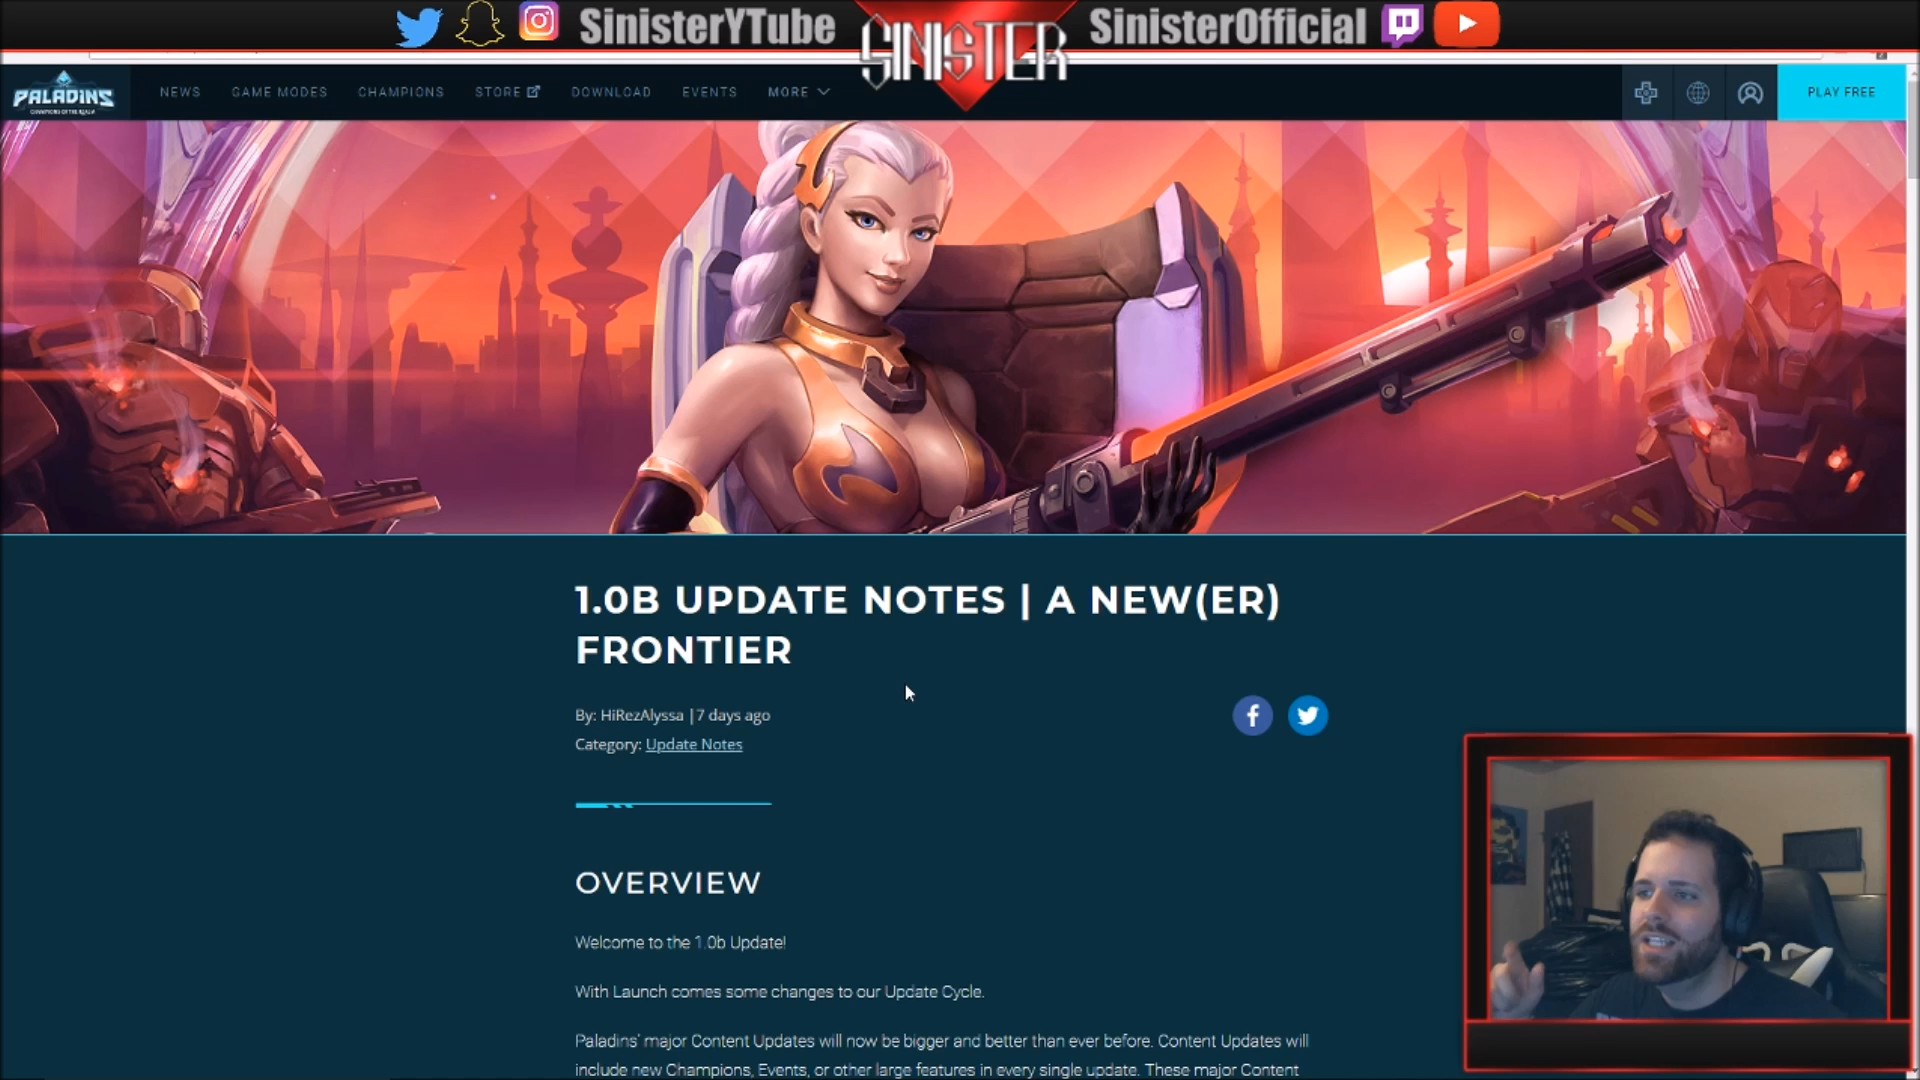 SinisterYTube
SINISTER
SinisterOfficial
PALADINS
CHAMPIONS OF THE REALM
NEWS
GAME MODES
CHAMPIONS
STORE
DOWNLOAD
EVENTS
MORE
PLAY FREE
1.0B UPDATE NOTES | A NEW(ER)
FRONTIER
By: HiRezAlyssa |7 days ago
Category: Update Notes
OVERVIEW
Welcome to the 1.0b Update!
With Launch comes some changes to our Update Cycle.
Paladins' major Content Updates will now be bigger and better than ever before. Content Updates will
include new Champions, Events, or other large features in every single update. These major Content